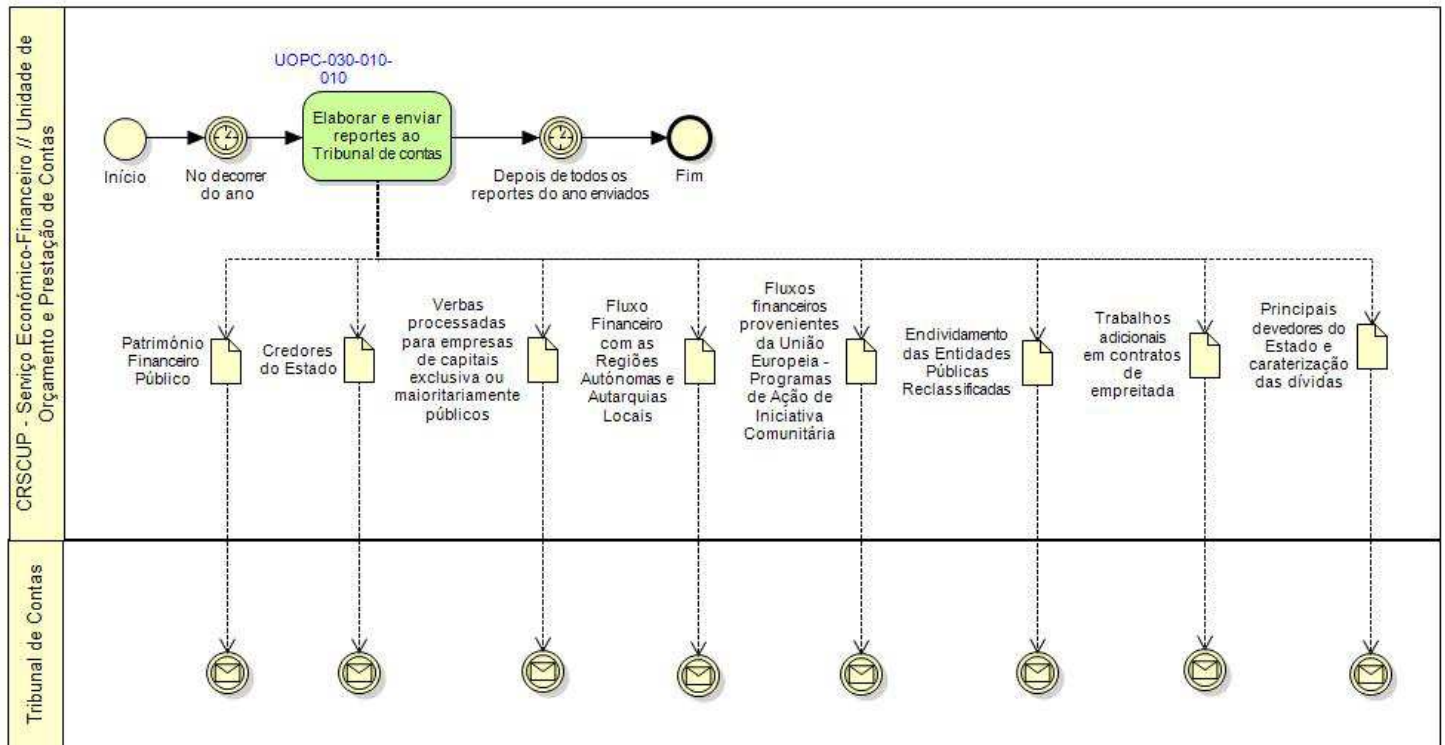 CRSCUP - Serviço Económico-Financeiro // Unidade de
Orçamento e Prestação de Contas
UOPC-030-010-
010
Elaborar e enviar
reportes ao
Tribunal de contas
Início
No decorrer
do ano
Depois de todos os
reportes do ano enviados
Fim
Património
Financeiro
Público
Credores
do Estado
Verbas
processadas
para empresas
de capitais
exclusiva ou
maioritariamente
públicos
Fluxo
Financeiro
com as
Regiões
Autónomas e
Autarquias
Locais
Fluxos
financeiros
provenientes
da União
Europeia -
Programas
de Ação de
Iniciativa
Comunitária
Endividamento
das Entidades
Públicas
Reclassificadas
Trabalhos
adicionais
em contratos
de
empreitada
Principais
devedores do
Estado e
caraterização
das dívidas
Tribunal de Contas